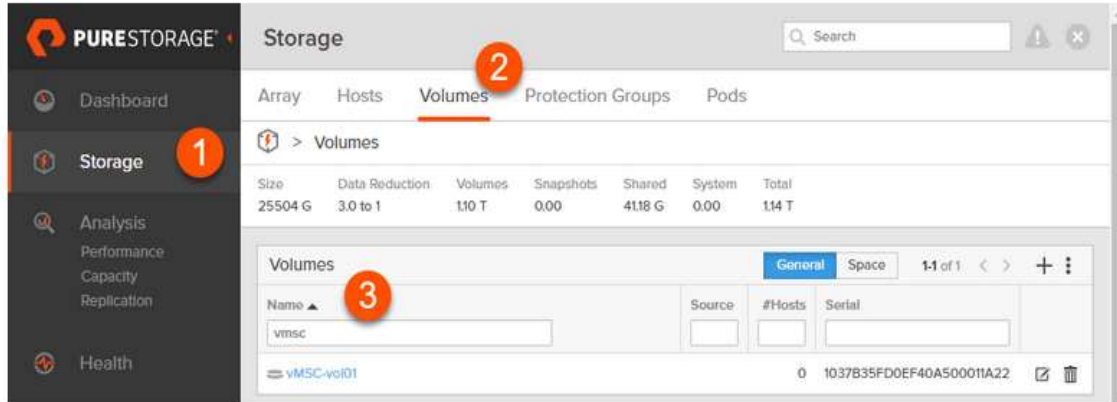 PURESTORAGE®
Dashboard
1
Storage
Analysis
Performance
Capacity
Replication
Health
Storage
Search
2
Array Hosts Volumes Protection Groups Pods
> Volumes
Size Data Reduction Volumes Snapshots Shared System Total
25504 G 3.0 to 1 1.10 T 0.00 41.18 G 0.00 1.14 T
Volumes General Space 1-1 of 1 < > +
3
Name Source #Hosts Serial
vmsc
vMSC-vol01 0 1037B35FD0EF40A500011A22